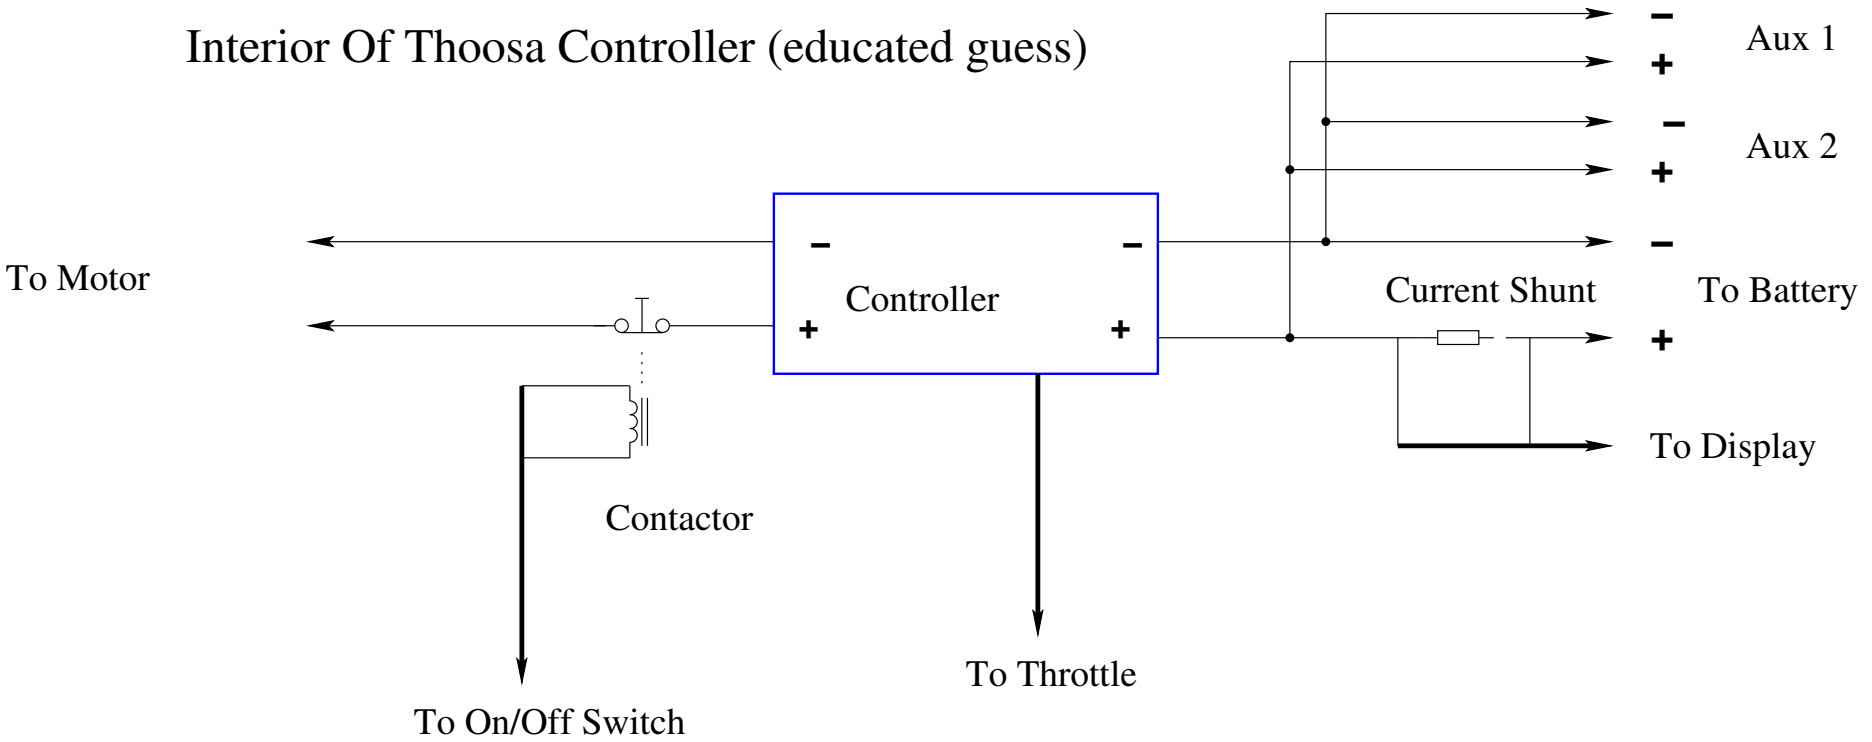 Interior Of Thoosa Controller (educated guess)
−
Aux 1
+
−
Aux 2
+
− − −
To Motor
Controller
Current Shunt
To Battery
+ + +
To Display
Contactor
To Throttle
To On/Off Switch